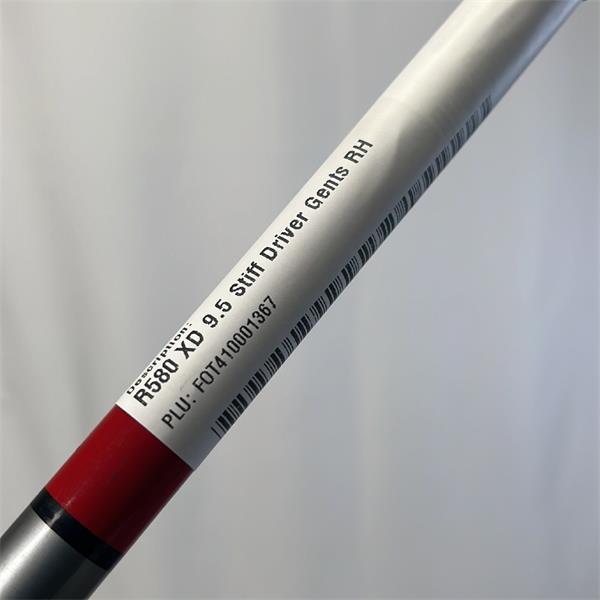 Description:
R580 XD 9.5 Stiff Driver Gents RH
PLU: FOT410001367